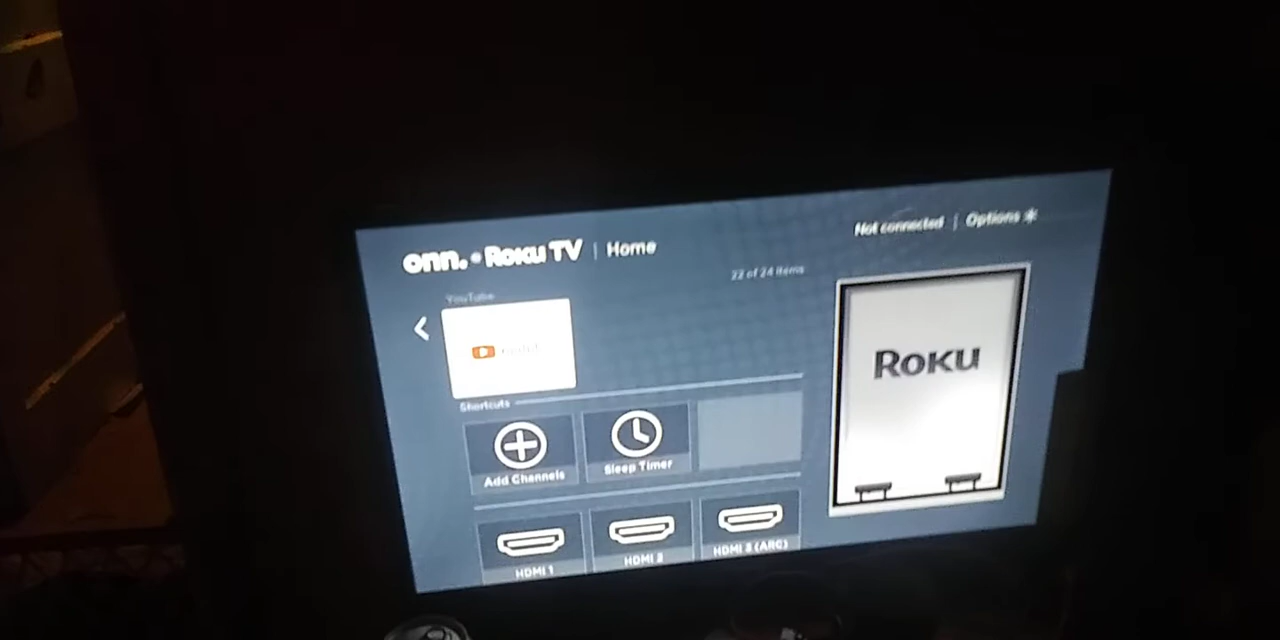 onn. • Roku TV | Home
Not connected | Options ✱
22 of 24 items
YouTube
Roku
Shortcuts
Add Channels
Sleep Timer
HDMI 1
HDMI 2
HDMI 3 (ARC)